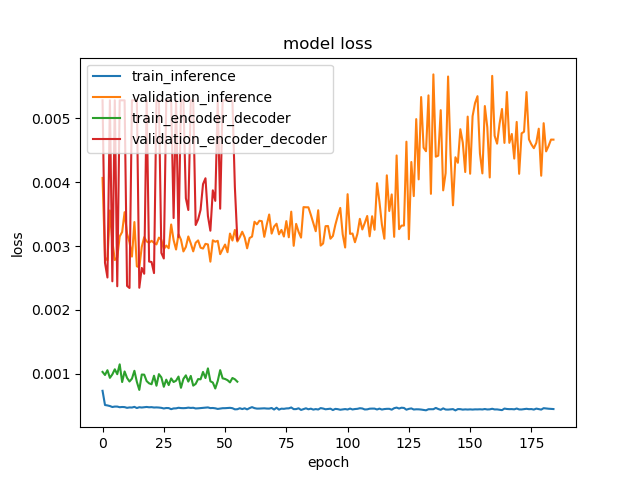 model loss
train_inference
validation_inference
train_encoder_decoder
validation_encoder_decoder
loss
0.005
0.004
0.003
0.002
0.001
0 25 50 75 100 125 150 175
epoch